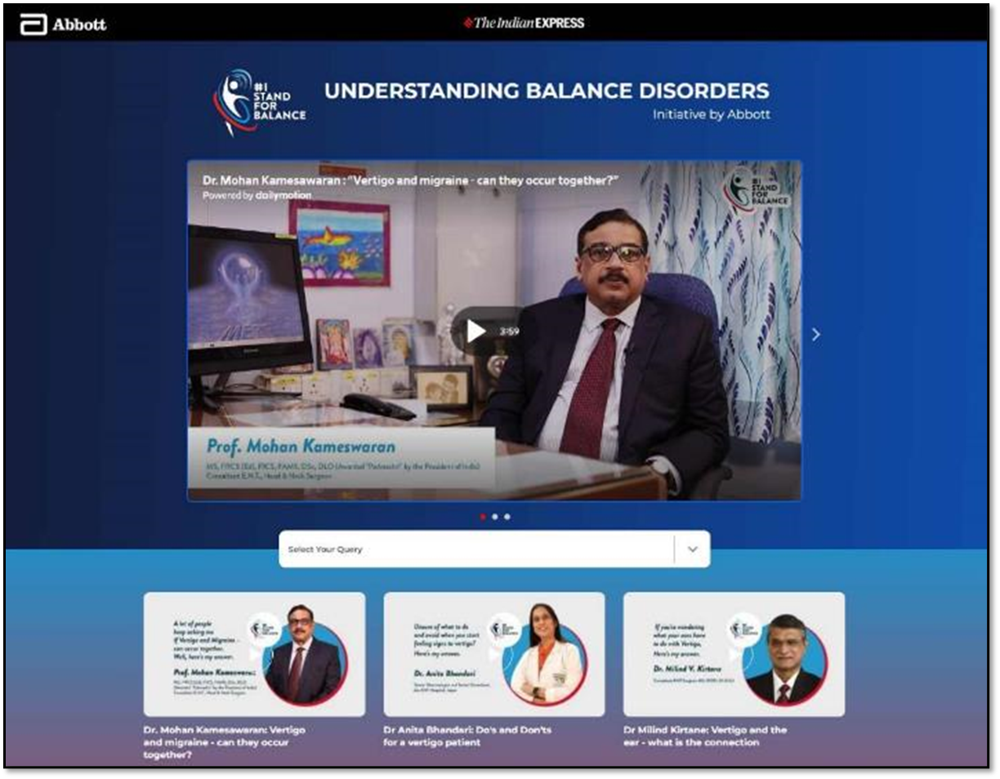 Abbott
The Indian EXPRESS
#I
STAND
FOR
BALANCE
UNDERSTANDING BALANCE DISORDERS
Initiative by Abbott
Dr. Mohan Kamesawaran : "Vertigo and migraine - can they occur together?"
Powered by dailymotion
#I
STAND
FOR
BALANCE
3:59
Prof. Mohan Kameswaran
MS, FRCS (Ed), FICS, FAMS, DSc, DLO (Awarded "Padmashri" by the President of India)
Consultant E.N.T., Head & Neck Surgeon
Select Your Query
A lot of people
keep asking me
if Vertigo and Migraine -
can occur together.
Well, here's my answer.
Prof. Mohan Kameswaran
Unsure of what to do
and avoid when you start
feeling signs to vertigo?
Here's my answer.
Dr. Anita Bhandari
If you're wondering
what your ears have
to do with Vertigo,
Here's my answer.
Dr. Milind V. Kirtane
Dr. Mohan Kamesawaran: Vertigo
and migraine - can they occur
together?
Dr Anita Bhandari: Do's and Don'ts
for a vertigo patient
Dr Milind Kirtane: Vertigo and the
ear - what is the connection